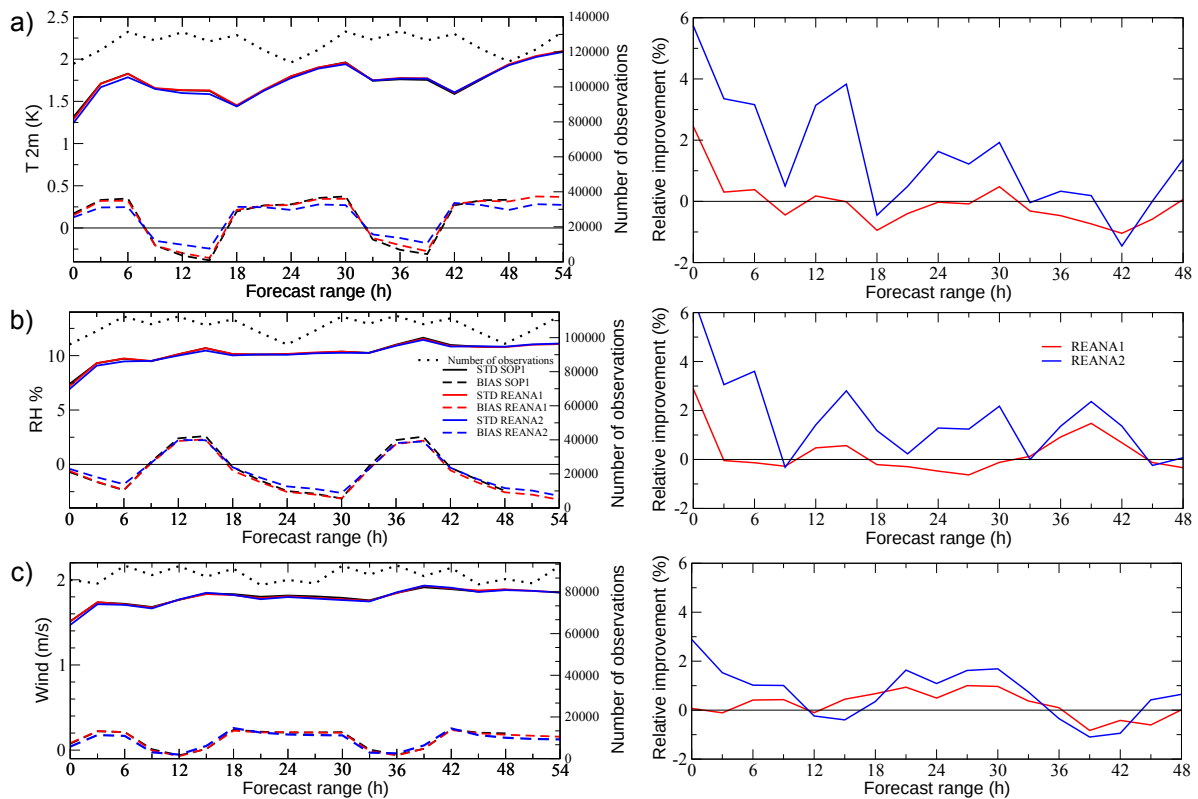 a)
2.5
2
1.5
1
0.5
0
T 2m (K)
140000
120000
100000
80000
60000
40000
20000
0
Number of observations
0 6 12 18 24 30 36 42 48 54
Forecast range (h)
6
4
2
0
-2
Relative improvement (%)
0 6 12 18 24 30 36 42 48
Forecast range (h)
b)
10
5
0
RH %
100000
80000
60000
40000
20000
0
Number of observations
Number of observations
STD SOP1
BIAS SOP1
STD REANA1
BIAS REANA1
STD REANA2
BIAS REANA2
0 6 12 18 24 30 36 42 48 54
Forecast range (h)
6
4
2
0
-2
Relative improvement (%)
REANA1
REANA2
0 6 12 18 24 30 36 42 48
Forecast range (h)
c)
2
1
0
Wind (m/s)
80000
60000
40000
20000
0
Number of observations
0 6 12 18 24 30 36 42 48 54
Forecast range (h)
6
4
2
0
-2
Relative improvement (%)
0 6 12 18 24 30 36 42 48
Forecast range (h)